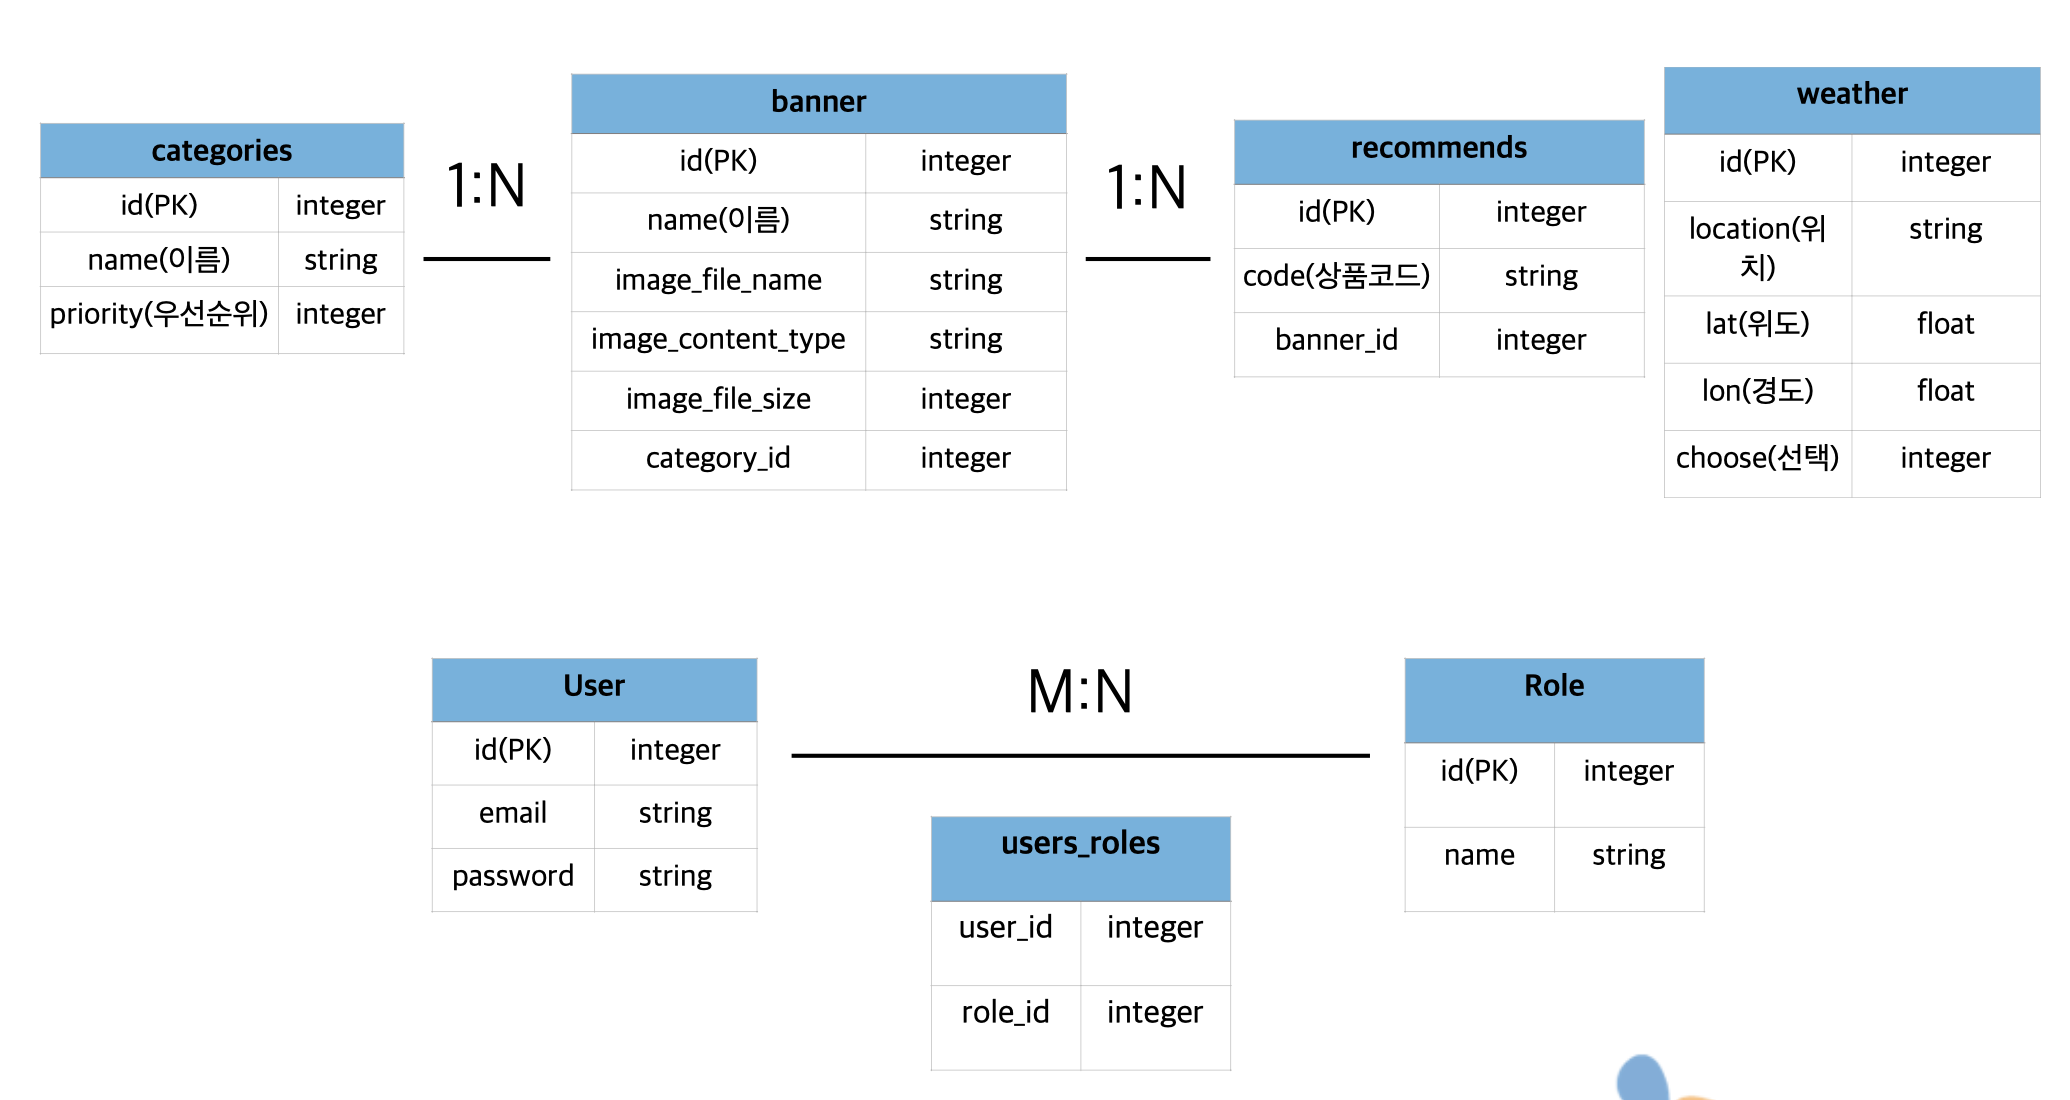 categories
id(PK) integer
name(이름) string
priority(우선순위) integer
1:N
banner
id(PK) integer
name(이름) string
image_file_name string
image_content_type string
image_file_size integer
category_id integer
1:N
recommends
id(PK) integer
code(상품코드) string
banner_id integer
weather
id(PK) integer
location(위 string
치)
lat(위도) float
lon(경도) float
choose(선택) integer
User
id(PK) integer
email string
password string
M:N
users_roles
user_id integer
role_id integer
Role
id(PK) integer
name string